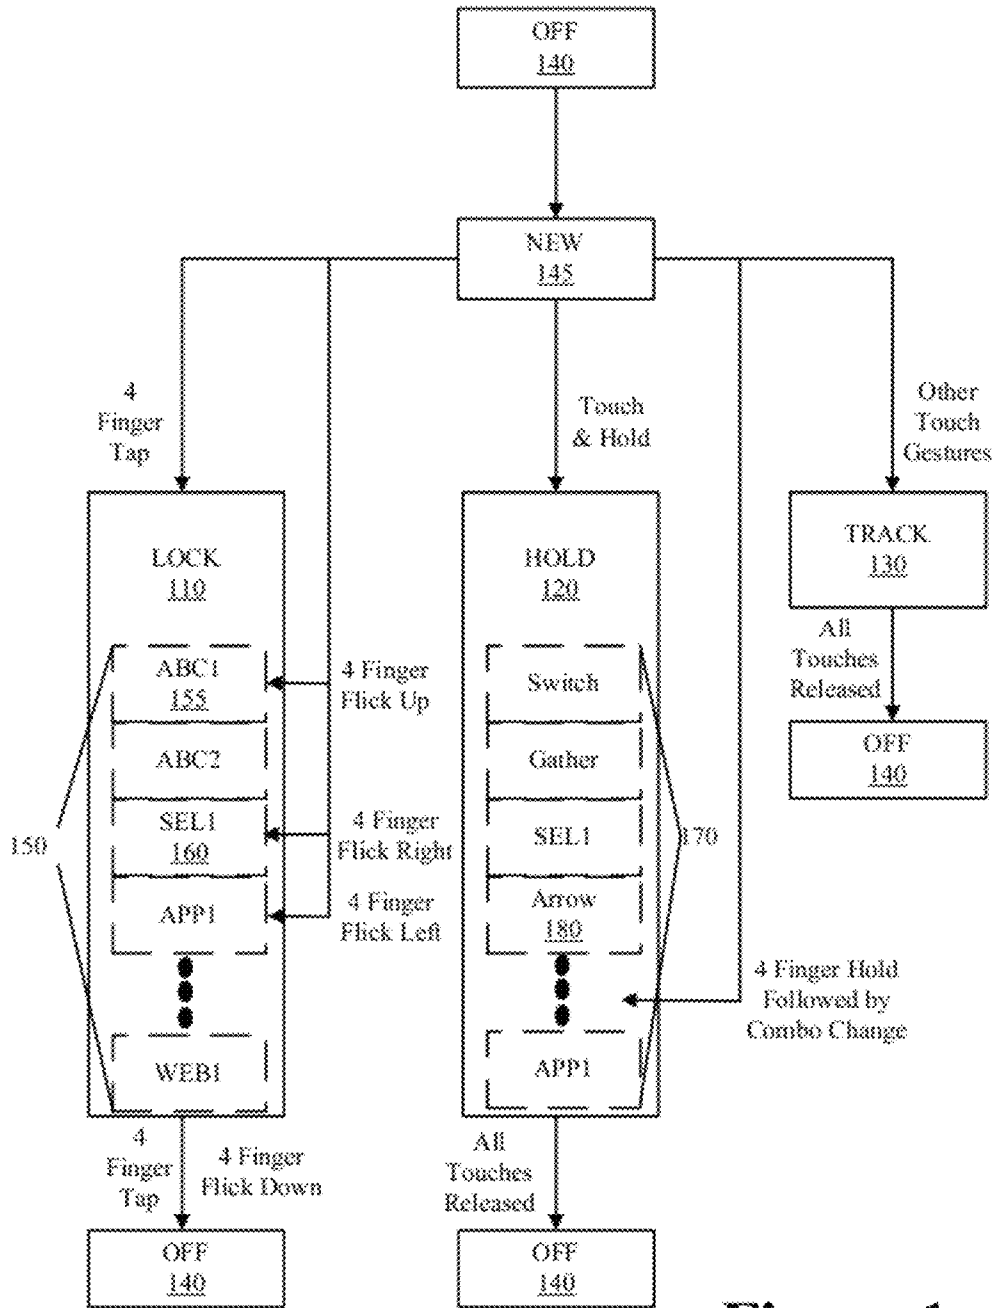 OFF
140
NEW
145
4
Finger
Tap
Touch
& Hold
Other
Touch
Gestures
LOCK
110
HOLD
120
TRACK
130
ABC1
155
4 Finger
Flick Up
Switch
All
Touches
Released
ABC2
Gather
OFF
140
150
SEL1
160
4 Finger
Flick Right
SEL1
170
APP1
4 Finger
Flick Left
Arrow
180
4 Finger Hold
Followed by
Combo Change
WEB1
APP1
4
Finger
Tap
4 Finger
Flick Down
All
Touches
Released
OFF
140
OFF
140